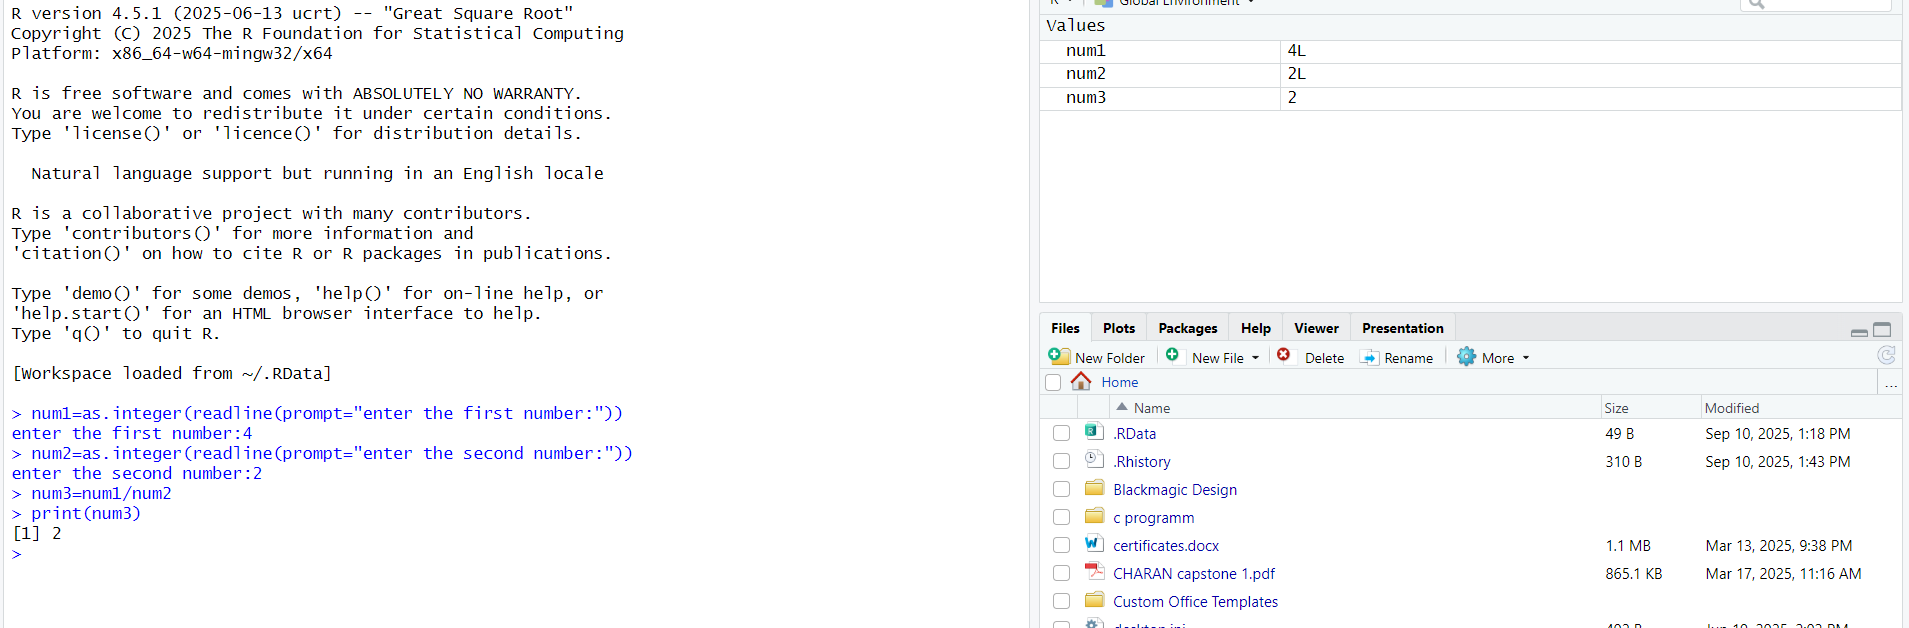 R version 4.5.1 (2025-06-13 ucrt) -- "Great Square Root"
Copyright (C) 2025 The R Foundation for Statistical Computing
Platform: x86_64-w64-mingw32/x64
R is free software and comes with ABSOLUTELY NO WARRANTY.
You are welcome to redistribute it under certain conditions.
Type 'license()' or 'licence()' for distribution details.
Natural language support but running in an English locale
R is a collaborative project with many contributors.
Type 'contributors()' for more information and
'citation()' on how to cite R or R packages in publications.
Type 'demo()' for some demos, 'help()' for on-line help, or
'help.start()' for an HTML browser interface to help.
Type 'q()' to quit R.
[Workspace loaded from ~/.RData]
> num1=as.integer(readline(prompt="enter the first number:"))
enter the first number:4
> num2=as.integer(readline(prompt="enter the second number:"))
enter the second number:2
> num3=num1/num2
> print(num3)
[1] 2
>
R Global Environment
Values
num1 4L
num2 2L
num3 2
Files Plots Packages Help Viewer Presentation
New Folder New File Delete Rename More
Home ...
Name Size Modified
.RData 49 B Sep 10, 2025, 1:18 PM
.Rhistory 310 B Sep 10, 2025, 1:43 PM
Blackmagic Design
c programm
certificates.docx 1.1 MB Mar 13, 2025, 9:38 PM
CHARAN capstone 1.pdf 865.1 KB Mar 17, 2025, 11:16 AM
Custom Office Templates
desktop.ini